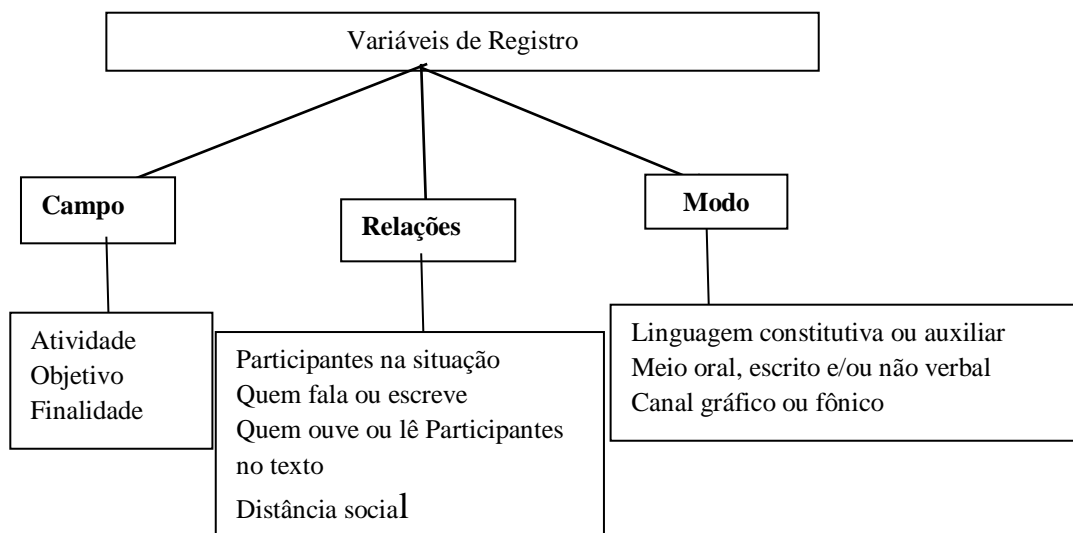 Variáveis de Registro
Campo
Relações
Modo
Atividade
Objetivo
Finalidade
Participantes na situação
Quem fala ou escreve
Quem ouve ou lê Participantes
no texto
Distância social
Linguagem constitutiva ou auxiliar
Meio oral, escrito e/ou não verbal
Canal gráfico ou fônico